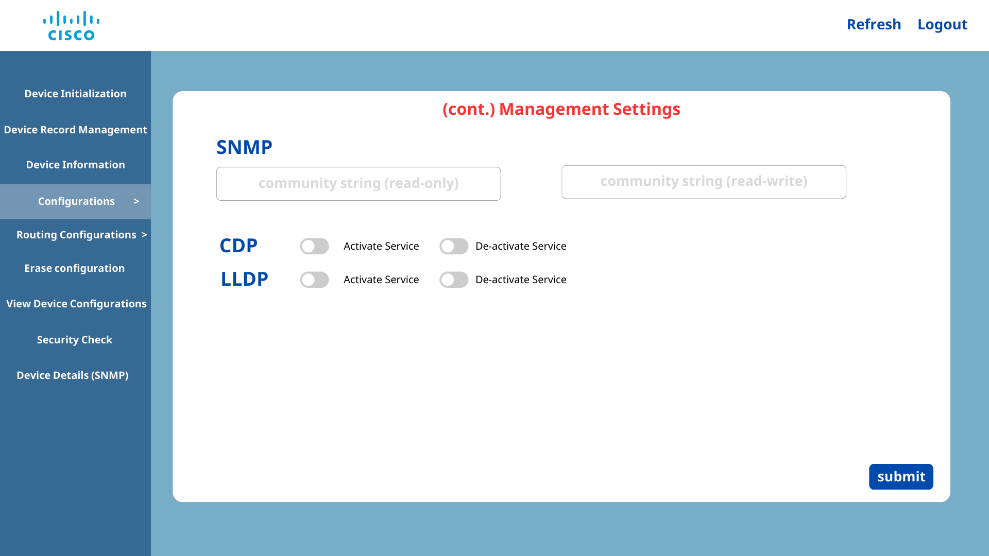 CISCO
Refresh Logout
Device Initialization
Device Record Management
Device Information
Configurations >
Routing Configurations >
Erase configuration
View Device Configurations
Security Check
Device Details (SNMP)
(cont.) Management Settings
SNMP
community string (read-only) community string (read-write)
CDP Activate Service De-activate Service
LLDP Activate Service De-activate Service
submit